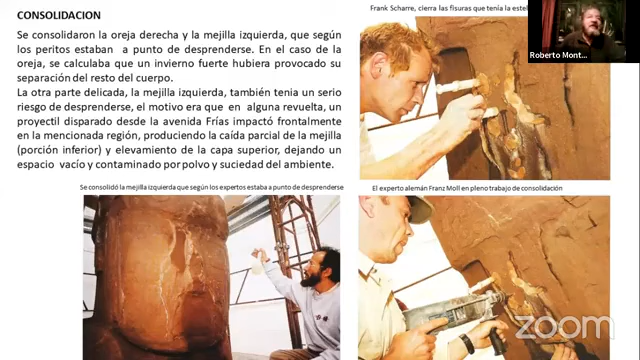 CONSOLIDACION
Se consolidaron la oreja derecha y la mejilla izquierda, que según
los peritos estaban a punto de desprenderse. En el caso de la
oreja, se calculaba que un invierno fuerte hubiera provocado su
separación del resto del cuerpo.
La otra parte delicada, la mejilla izquierda, también tenia un serio
riesgo de desprenderse, el motivo era que en alguna revuelta, un
proyectil disparado desde la avenida Frías impactó frontalmente
en la mencionada región, produciendo la caída parcial de la mejilla
(porción inferior) y elevamiento de la capa superior, dejando un
espacio vacío y contaminado por polvo y suciedad del ambiente.
Se consolidó la mejilla izquierda que según los expertos estaba a punto de desprenderse
Frank Scharre, cierra las fisuras que tenía la
Roberto Mont...
El experto alemán Franz Moll en pleno trabajo de consolidación
zoom